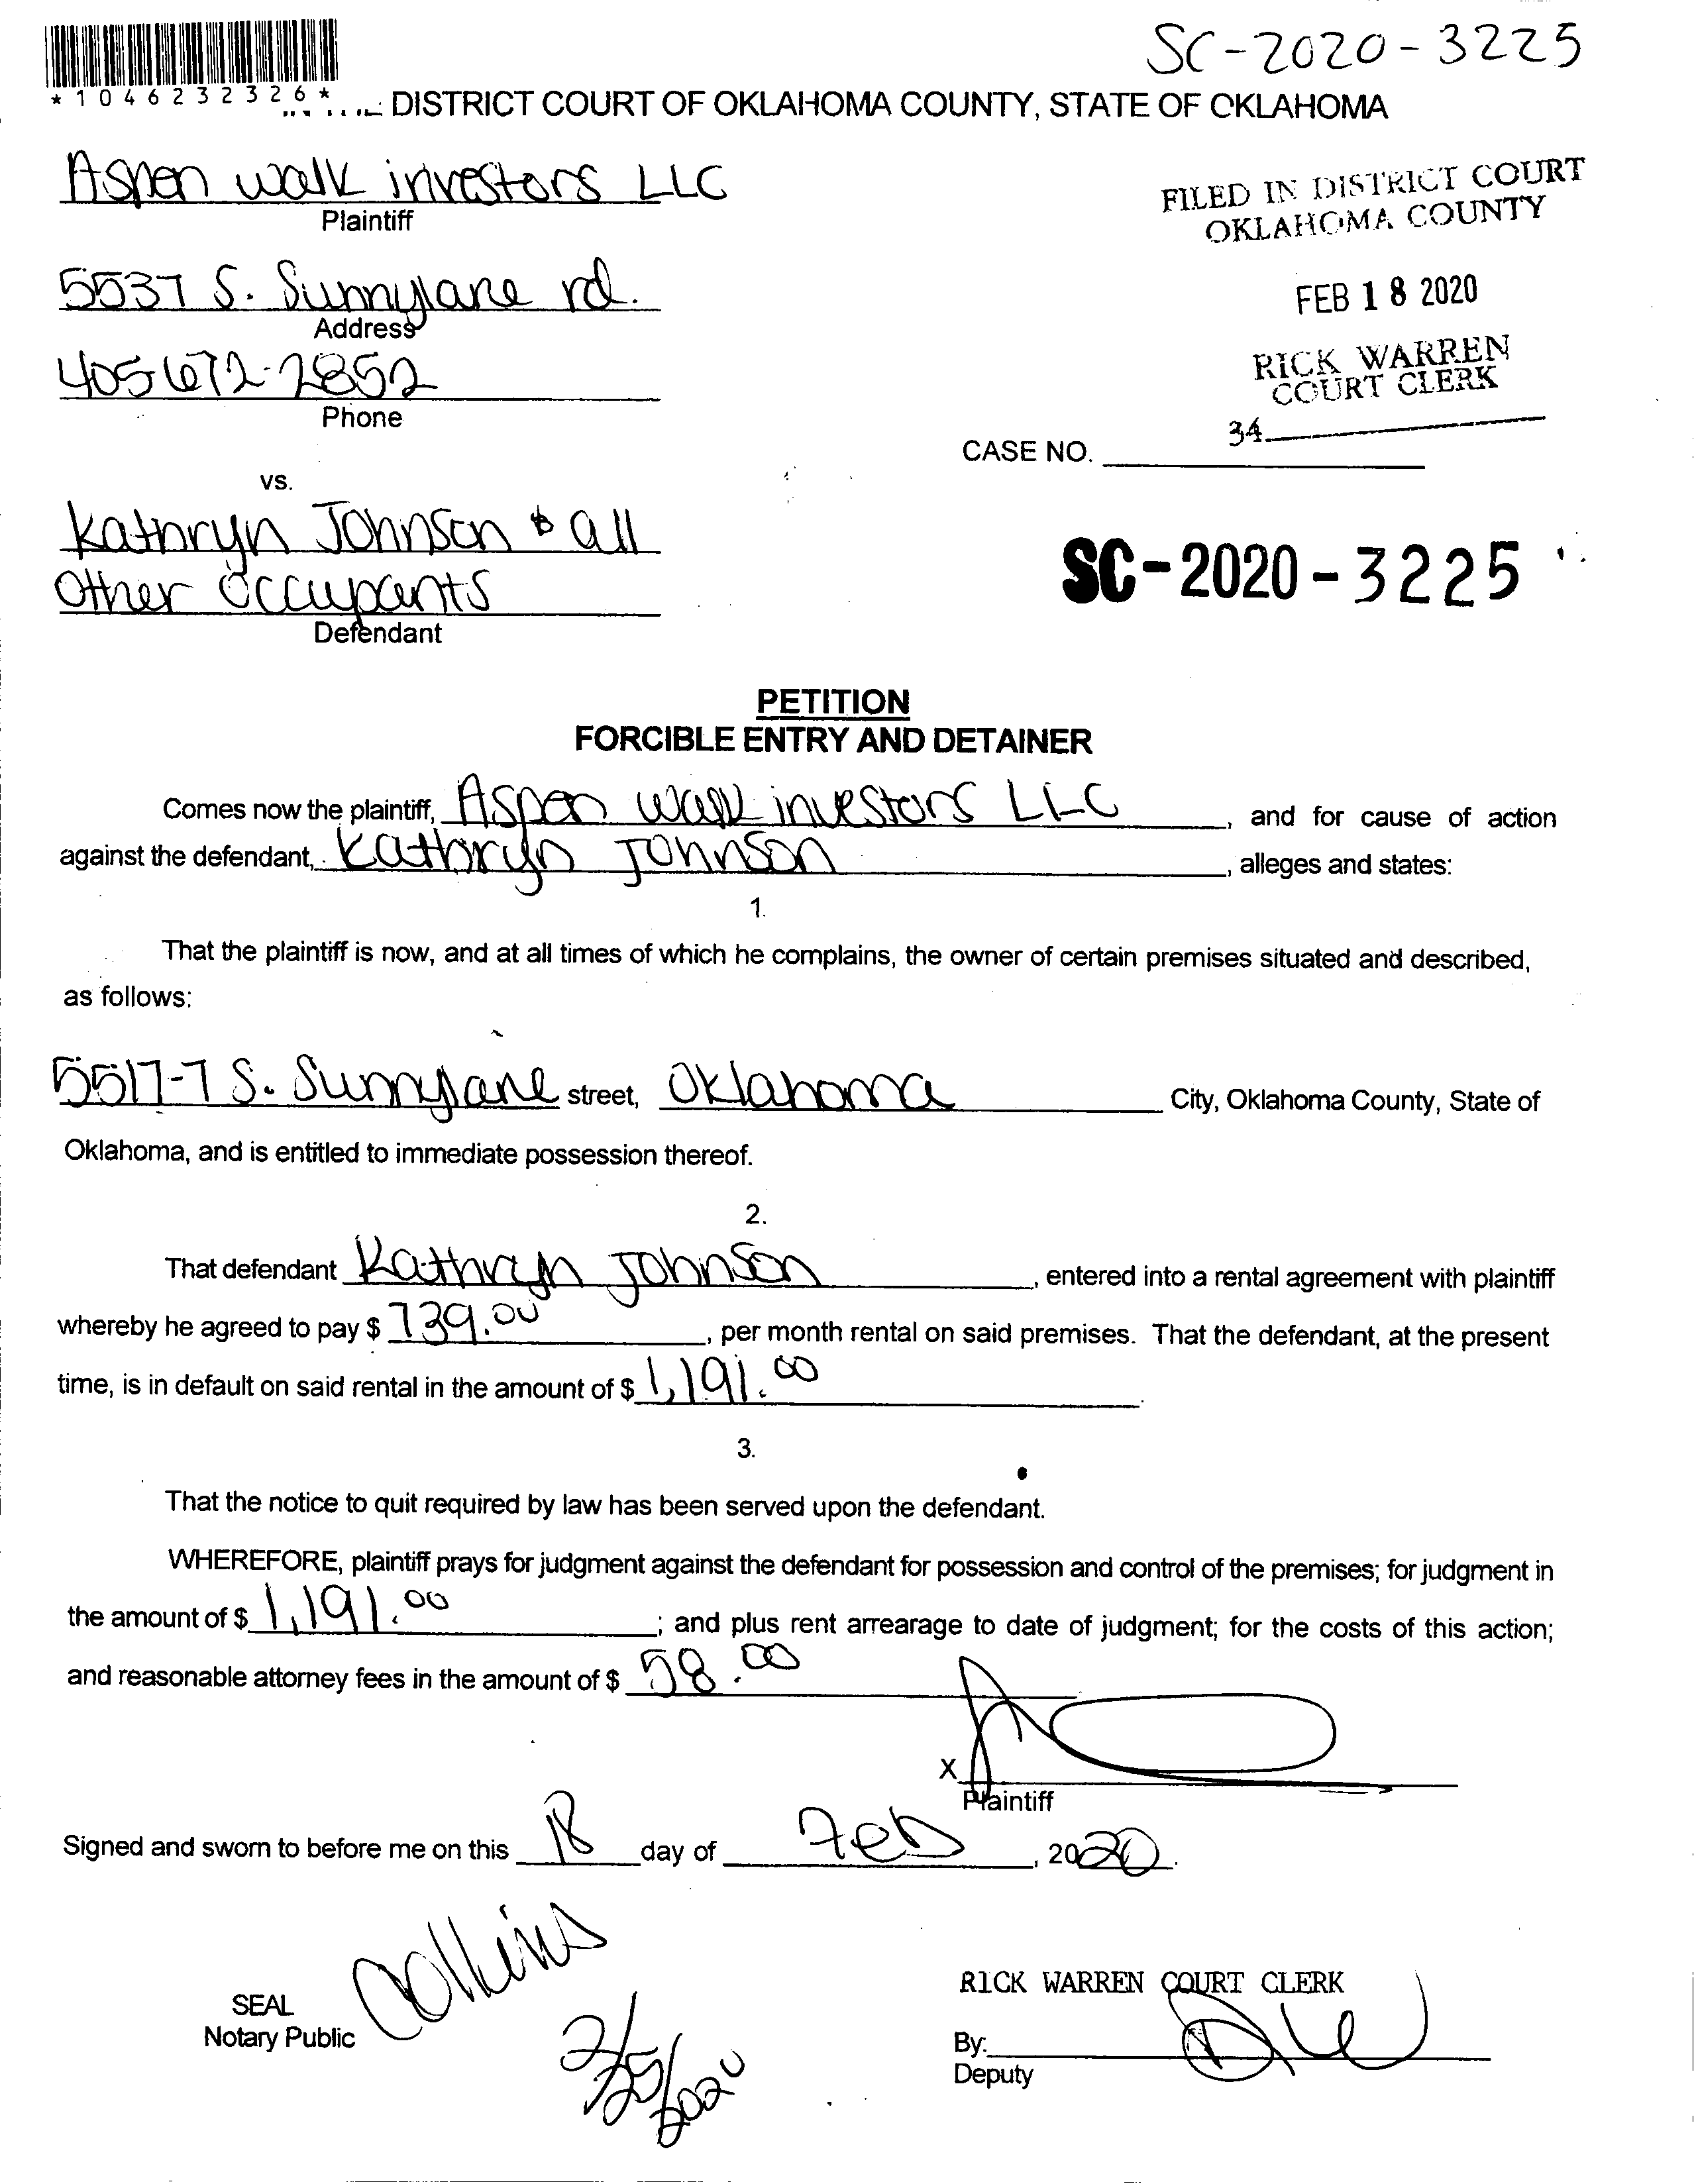 SC-2020-3225
*1046232326*
DISTRICT COURT OF OKLAHOMA COUNTY, STATE OF OKLAHOMA
Aspen walk investors LLC
Plaintiff
FILED IN DISTRICT COURT
OKLAHOMA COUNTY
5537 S. Sunnylane rd.
Address
FEB 18 2020
405 672-2852
Phone
RICK WARREN
COURT CLERK
34
CASE NO.
vs.
Kathryn Johnson & all
Other Occupants
Defendant
SC-2020-3225
PETITION
FORCIBLE ENTRY AND DETAINER
Comes now the plaintiff, Aspen walk investors LLC, and for cause of action
against the defendant, Kathryn Johnson, alleges and states:
1.
That the plaintiff is now, and at all times of which he complains, the owner of certain premises situated and described,
as follows:
5517-7 S. Sunnylane street, Oklahoma City, Oklahoma County, State of
Oklahoma, and is entitled to immediate possession thereof.
2.
That defendant Kathryn Johnson, entered into a rental agreement with plaintiff
whereby he agreed to pay $ 739.00, per month rental on said premises. That the defendant, at the present
time, is in default on said rental in the amount of $ 1,191.00.
3.
That the notice to quit required by law has been served upon the defendant.
WHEREFORE, plaintiff prays for judgment against the defendant for possession and control of the premises; for judgment in
the amount of $ 1,191.00; and plus rent arrearage to date of judgment; for the costs of this action;
and reasonable attorney fees in the amount of $ 58.00
X
Plaintiff
Signed and sworn to before me on this 18 day of Feb, 2020.
Collins
2/25/2020
SEAL
Notary Public
RICK WARREN COURT CLERK
By:
Deputy